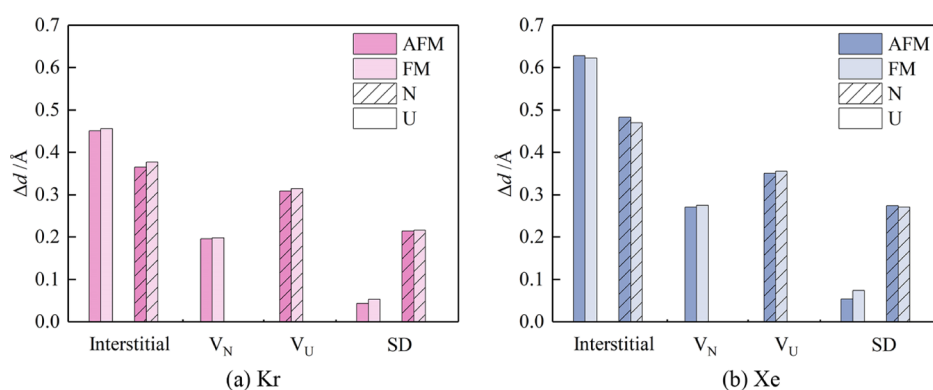 0.7
0.6
0.5
0.4
0.3
0.2
0.1
0.0
Δd /Å
AFM
FM
N
U
Interstitial V_N V_U SD
(a) Kr
0.7
0.6
0.5
0.4
0.3
0.2
0.1
0.0
Δd /Å
AFM
FM
N
U
Interstitial V_N V_U SD
(b) Xe